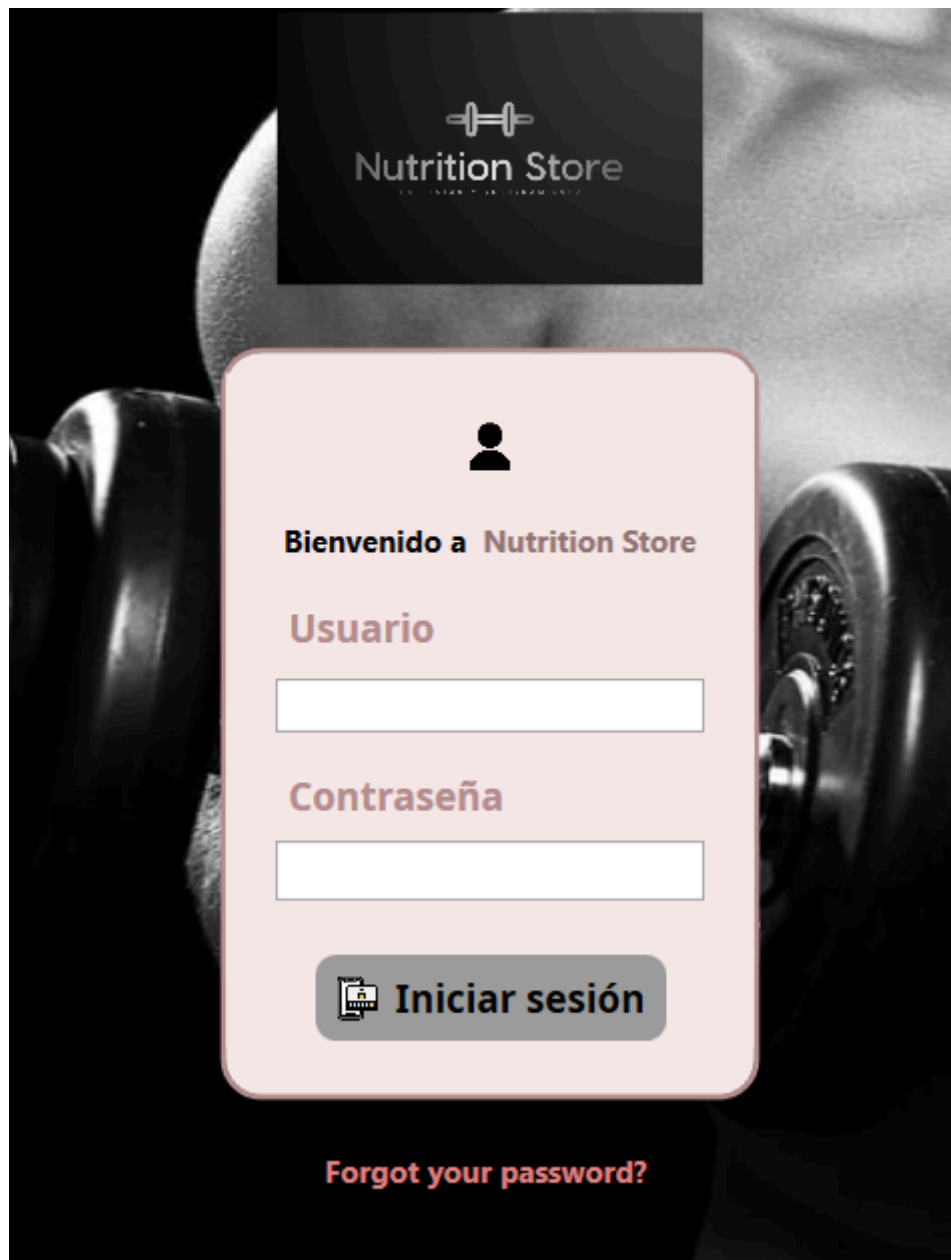 Nutrition Store
Bienvenido a Nutrition Store
Usuario
Contraseña
Iniciar sesión
Forgot your password?